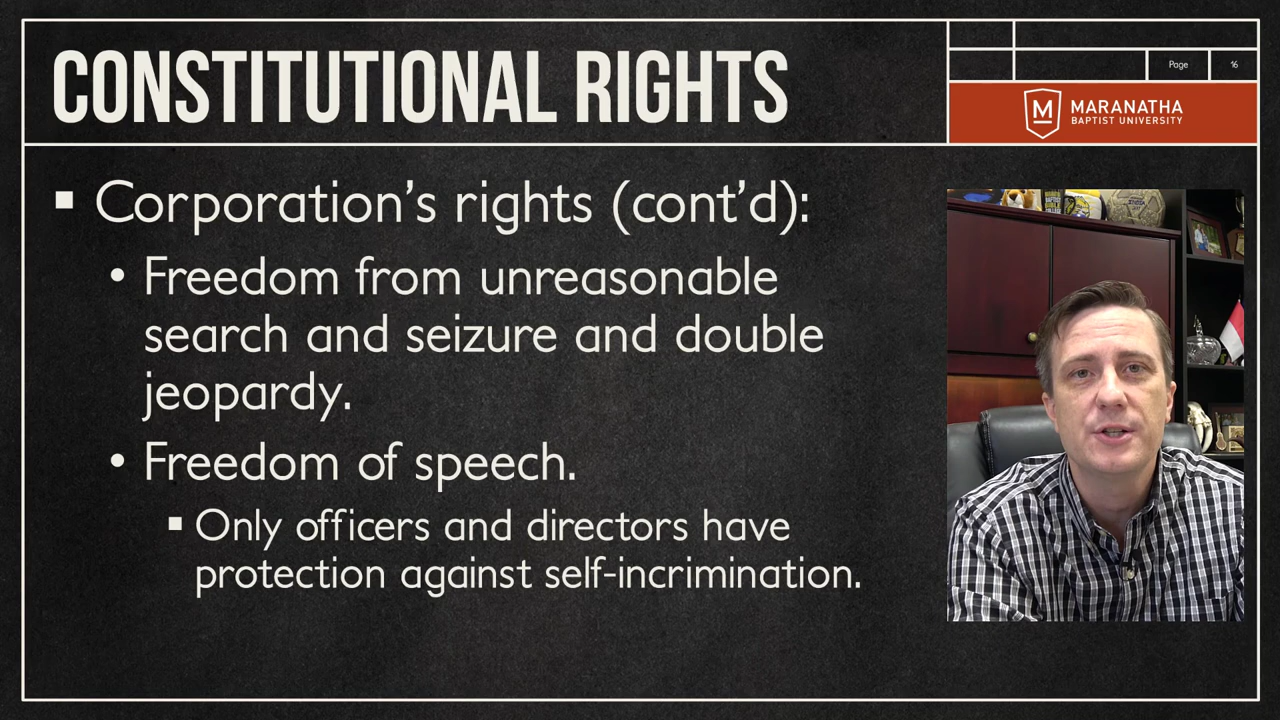 CONSTITUTIONAL RIGHTS
Page 16
M MARANATHA
BAPTIST UNIVERSITY
▪ Corporation’s rights (cont’d):
• Freedom from unreasonable
search and seizure and double
jeopardy.
• Freedom of speech.
▪ Only officers and directors have
protection against self-incrimination.